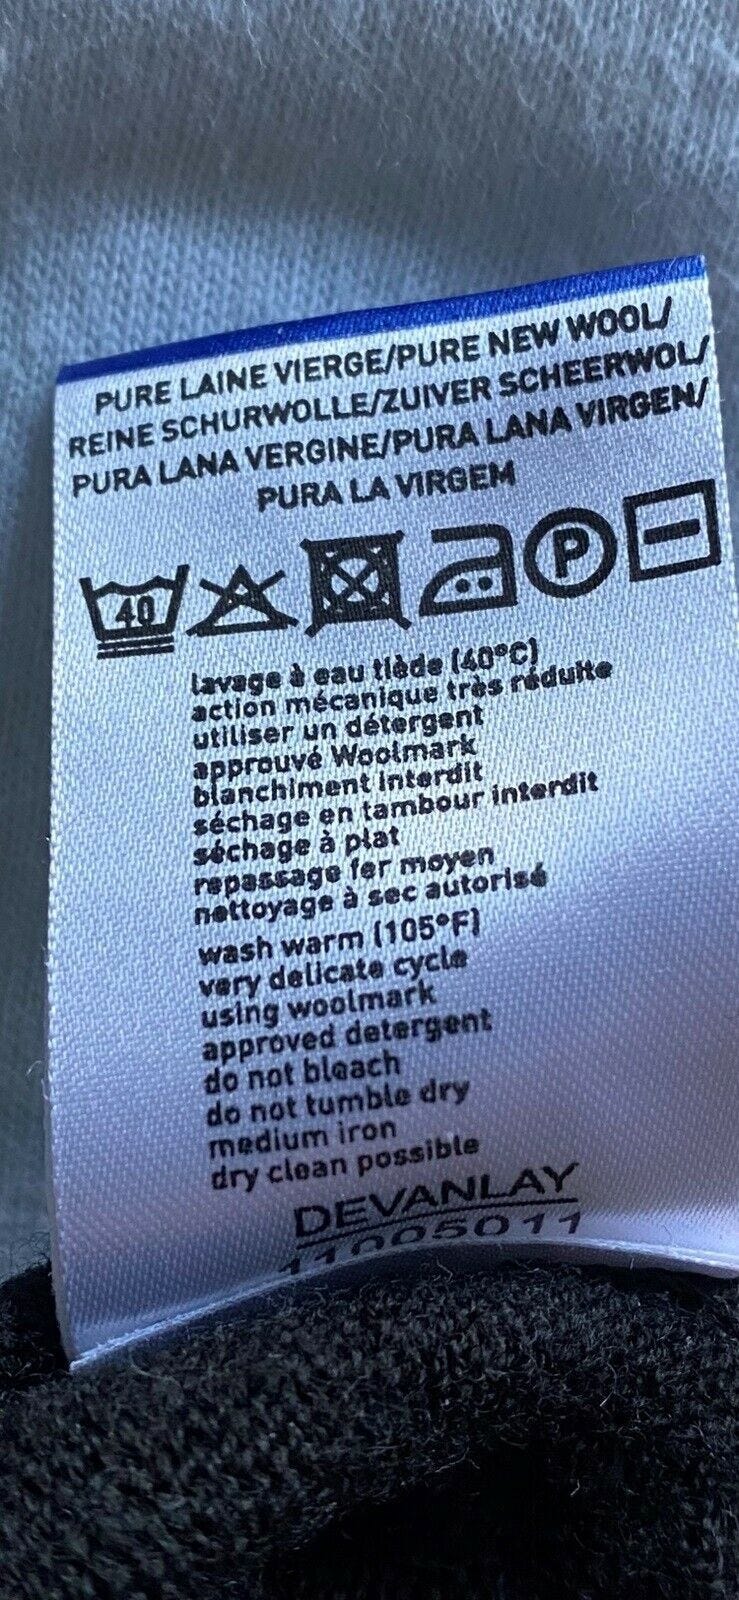 PURE LAINE VIERGE/PURE NEW WOOL/
REINE SCHURWOLLE/ZUIVER SCHEERWOL/
PURA LANA VERGINE/PURA LANA VIRGEN/
PURA LA VIRGEM
40 P
lavage à eau tiède (40°C)
action mécanique très réduite
utiliser un détergent
approuvé Woolmark
blanchiment interdit
séchage en tambour interdit
séchage à plat
repassage fer moyen
nettoyage à sec autorisé
wash warm (105°F)
very delicate cycle
using woolmark
approved detergent
do not bleach
do not tumble dry
medium iron
dry clean possible
DEVANLAY
11005011